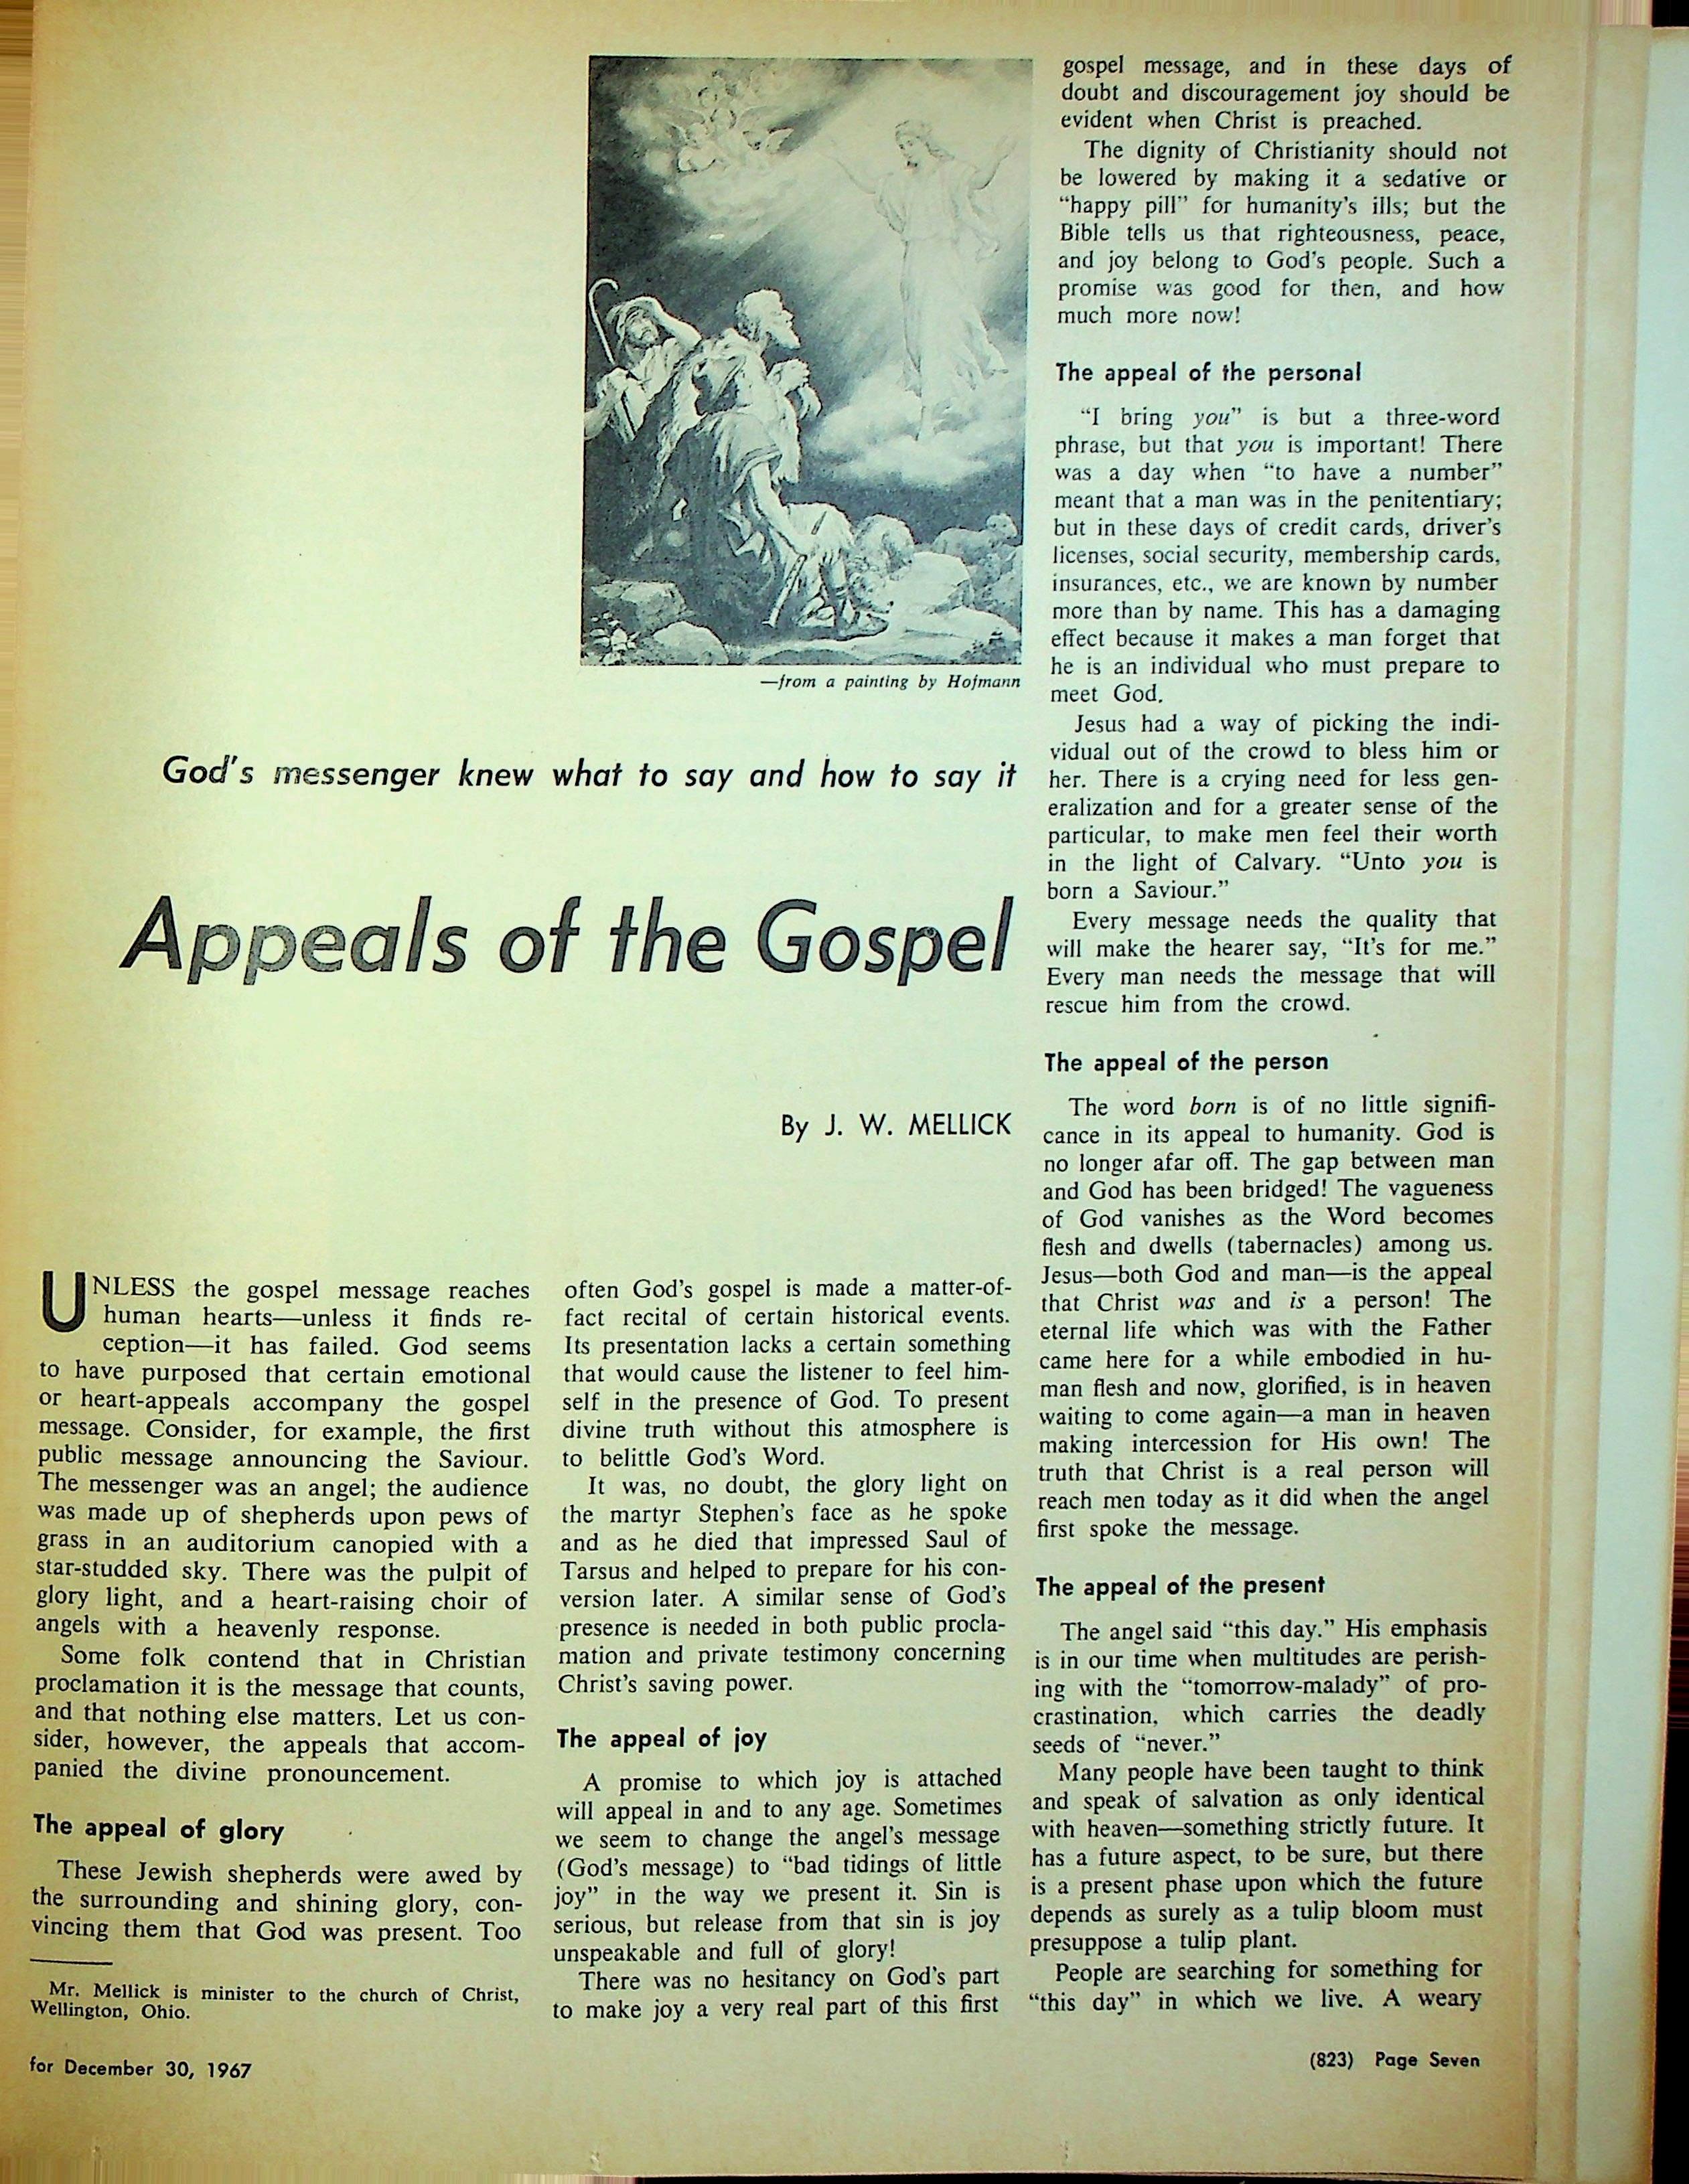 —from a painting by Hofmann
God's messenger knew what to say and how to say it
Appeals of the Gospel
By J. W. MELLICK
UNLESS the gospel message reaches
human hearts—unless it finds re-
ception—it has failed. God seems
to have purposed that certain emotional
or heart-appeals accompany the gospel
message. Consider, for example, the first
public message announcing the Saviour.
The messenger was an angel; the audience
was made up of shepherds upon pews of
grass in an auditorium canopied with a
star-studded sky. There was the pulpit of
glory light, and a heart-raising choir of
angels with a heavenly response.
Some folk contend that in Christian
proclamation it is the message that counts,
and that nothing else matters. Let us con-
sider, however, the appeals that accom-
panied the divine pronouncement.
The appeal of glory
These Jewish shepherds were awed by
the surrounding and shining glory, con-
vincing them that God was present. Too
Mr. Mellick is minister to the church of Christ,
Wellington, Ohio.
often God's gospel is made a matter-of-
fact recital of certain historical events.
Its presentation lacks a certain something
that would cause the listener to feel him-
self in the presence of God. To present
divine truth without this atmosphere is
to belittle God's Word.
It was, no doubt, the glory light on
the martyr Stephen's face as he spoke
and as he died that impressed Saul of
Tarsus and helped to prepare for his con-
version later. A similar sense of God's
presence is needed in both public procla-
mation and private testimony concerning
Christ's saving power.
The appeal of joy
A promise to which joy is attached
will appeal in and to any age. Sometimes
we seem to change the angel's message
(God's message) to “bad tidings of little
joy” in the way we present it. Sin is
serious, but release from that sin is joy
unspeakable and full of glory!
There was no hesitancy on God's part
to make joy a very real part of this first
gospel message, and in these days of
doubt and discouragement joy should be
evident when Christ is preached.
The dignity of Christianity should not
be lowered by making it a sedative or
“happy pill” for humanity's ills; but the
Bible tells us that righteousness, peace,
and joy belong to God's people. Such a
promise was good for then, and how
much more now!
The appeal of the personal
“I bring you” is but a three-word
phrase, but that you is important! There
was a day when “to have a number”
meant that a man was in the penitentiary;
but in these days of credit cards, driver's
licenses, social security, membership cards,
insurances, etc., we are known by number
more than by name. This has a damaging
effect because it makes a man forget that
he is an individual who must prepare to
meet God.
Jesus had a way of picking the indi-
vidual out of the crowd to bless him or
her. There is a crying need for less gen-
eralization and for a greater sense of the
particular, to make men feel their worth
in the light of Calvary. “Unto you is
born a Saviour.”
Every message needs the quality that
will make the hearer say, “It's for me.”
Every man needs the message that will
rescue him from the crowd.
The appeal of the person
The word born is of no little signifi-
cance in its appeal to humanity. God is
no longer afar off. The gap between man
and God has been bridged! The vagueness
of God vanishes as the Word becomes
flesh and dwells (tabernacles) among us.
Jesus—both God and man—is the appeal
that Christ was and is a person! The
eternal life which was with the Father
came here for a while embodied in hu-
man flesh and now, glorified, is in heaven
waiting to come again—a man in heaven
making intercession for His own! The
truth that Christ is a real person will
reach men today as it did when the angel
first spoke the message.
The appeal of the present
The angel said “this day.” His emphasis
is in our time when multitudes are perish-
ing with the “tomorrow-malady” of pro-
crastination, which carries the deadly
seeds of “never.”
Many people have been taught to think
and speak of salvation as only identical
with heaven—something strictly future. It
has a future aspect, to be sure, but there
is a present phase upon which the future
depends as surely as a tulip bloom must
presuppose a tulip plant.
People are searching for something for
“this day” in which we live. A weary
for December 30, 1967
(823) Page Seven